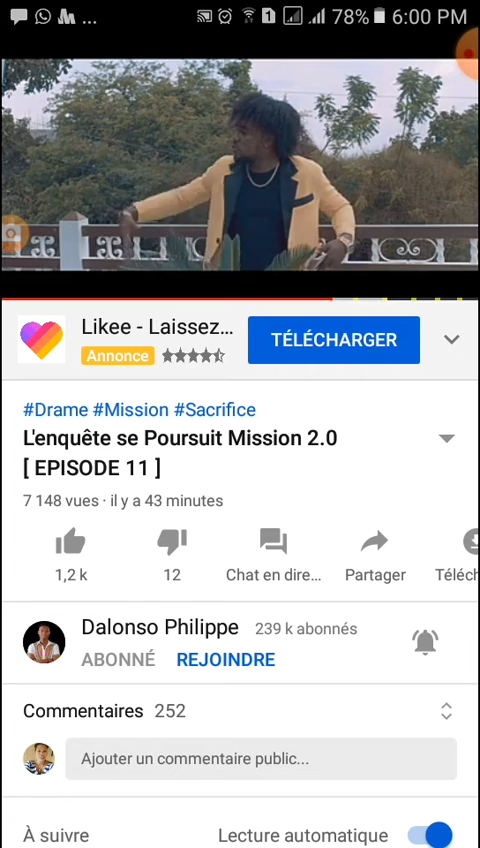 ... 1 78% 6:00 PM
Likee - Laissez...
Annonce
TÉLÉCHARGER
#Drame #Mission #Sacrifice
L'enquête se Poursuit Mission 2.0
[ EPISODE 11 ]
7 148 vues · il y a 43 minutes
1,2 k
12
Chat en dire...
Partager
Téléch
Dalonso Philippe 239 k abonnés
ABONNÉ REJOINDRE
Commentaires 252
Ajouter un commentaire public...
À suivre
Lecture automatique